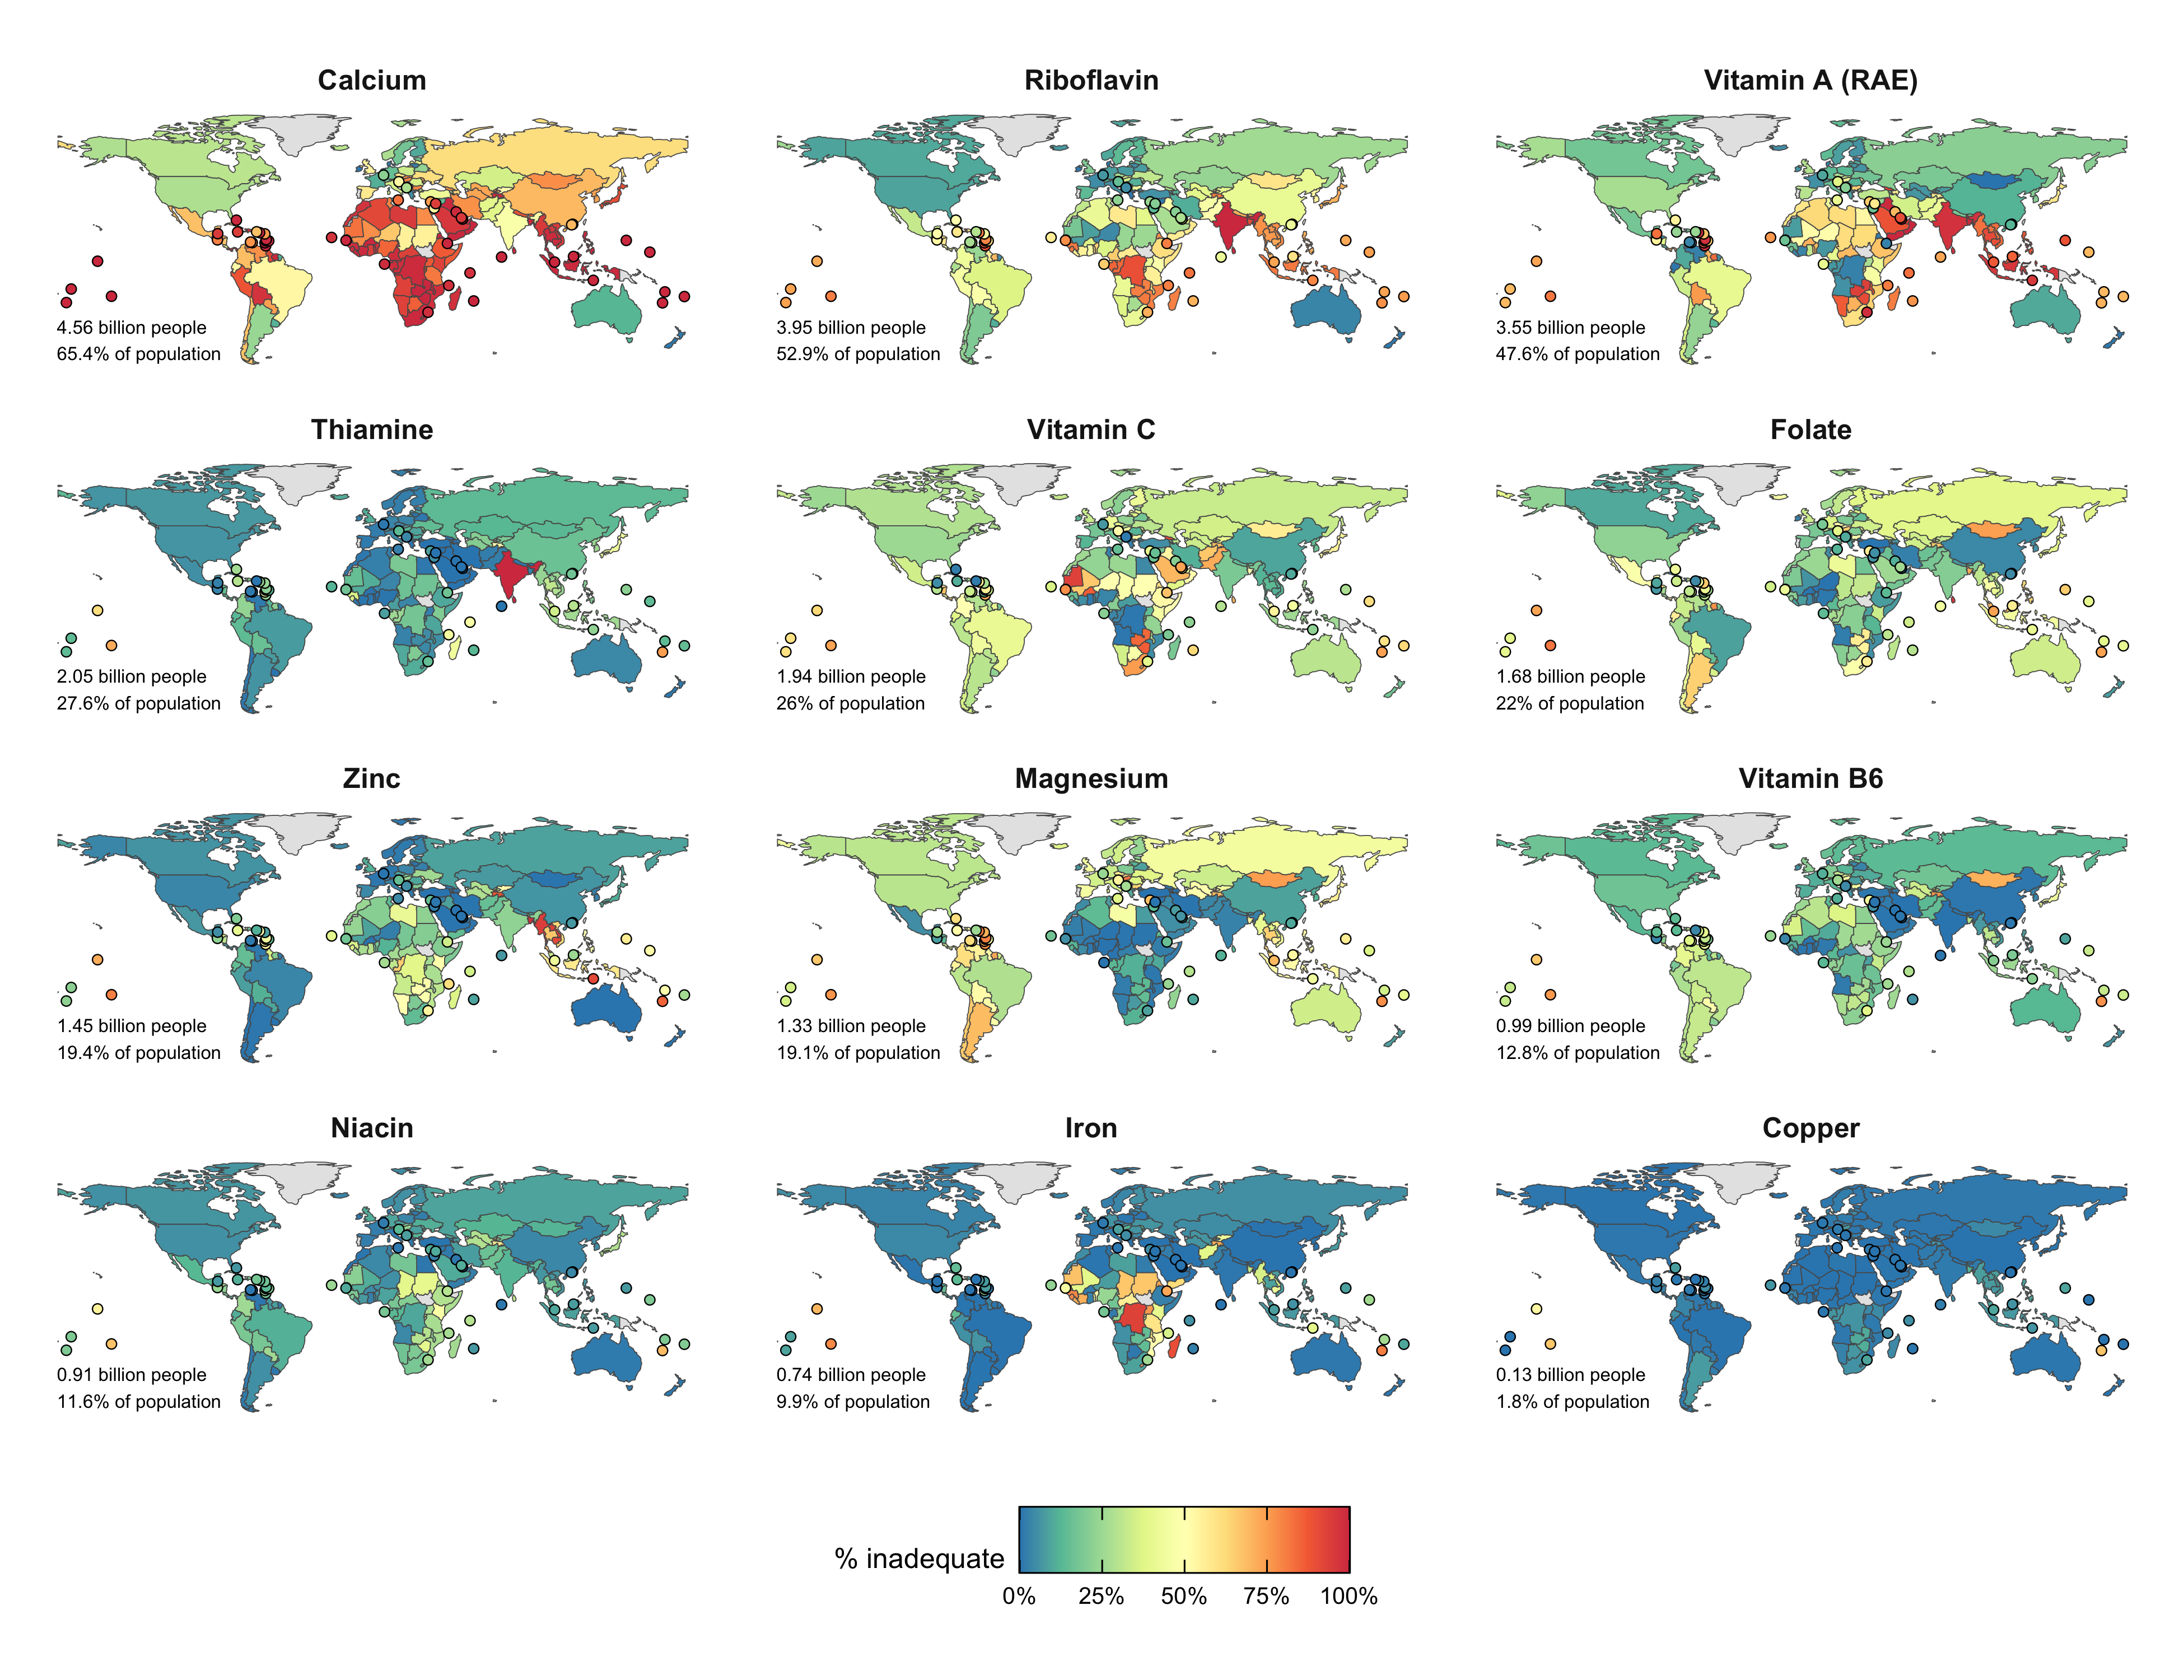 Calcium
Riboflavin
Vitamin A (RAE)
4.56 billion people
65.4% of population
3.95 billion people
52.9% of population
3.55 billion people
47.6% of population
Thiamine
Vitamin C
Folate
2.05 billion people
27.6% of population
1.94 billion people
26% of population
1.68 billion people
22% of population
Zinc
Magnesium
Vitamin B6
1.45 billion people
19.4% of population
1.33 billion people
19.1% of population
0.99 billion people
12.8% of population
Niacin
Iron
Copper
0.91 billion people
11.6% of population
0.74 billion people
9.9% of population
0.13 billion people
1.8% of population
% inadequate
0% 25% 50% 75% 100%